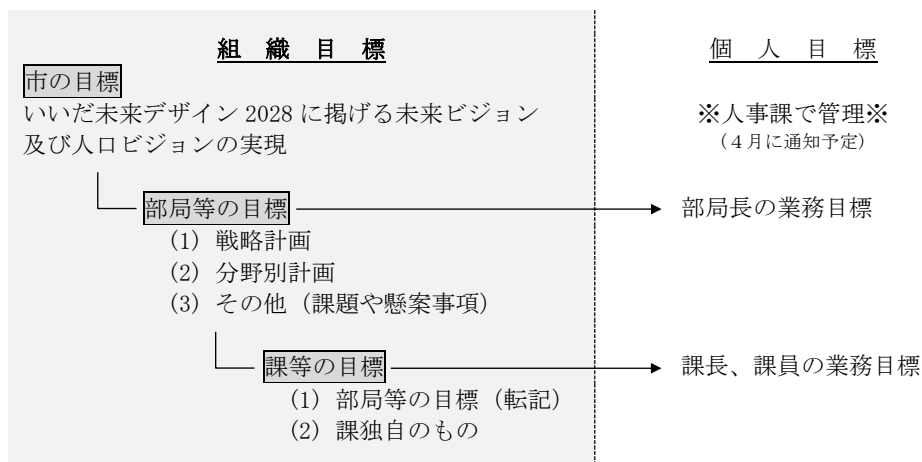 組　織　目　標
個　人　目　標
市の目標
いいだ未来デザイン 2028 に掲げる未来ビジョン
及び人口ビジョンの実現
※人事課で管理※
（４月に通知予定）
部局等の目標
部局長の業務目標
(1) 戦略計画
(2) 分野別計画
(3) その他（課題や懸案事項）
課等の目標
課長、課員の業務目標
(1) 部局等の目標（転記）
(2) 課独自のもの